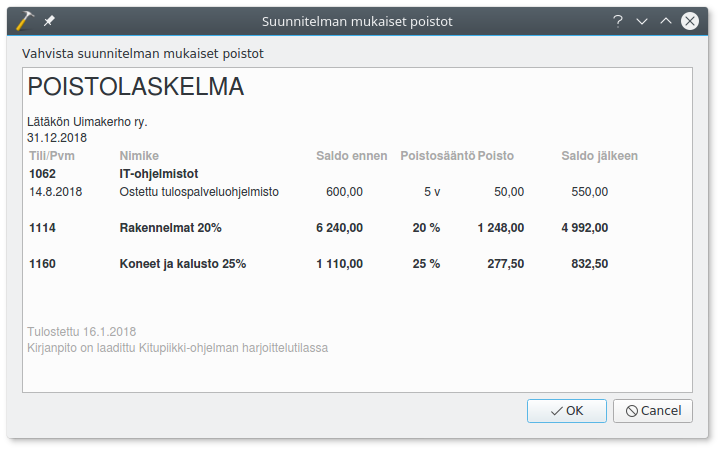 Suunnitelman mukaiset poistot
Vahvista suunnitelman mukaiset poistot
POISTOLASKELMA
Lätäkön Uimakerho ry.
31.12.2018
Tili/Pvm Nimike Saldo ennen Poistosääntö Poisto Saldo jälkeen
1062 IT-ohjelmistot
14.8.2018 Ostettu tulospalveluohjelmisto 600,00 5 v 50,00 550,00
1114 Rakennelmat 20% 6 240,00 20 % 1 248,00 4 992,00
1160 Koneet ja kalusto 25% 1 110,00 25 % 277,50 832,50
Tulostettu 16.1.2018
Kirjanpito on laadittu Kitupiikki-ohjelman harjoittelutilassa
OK Cancel